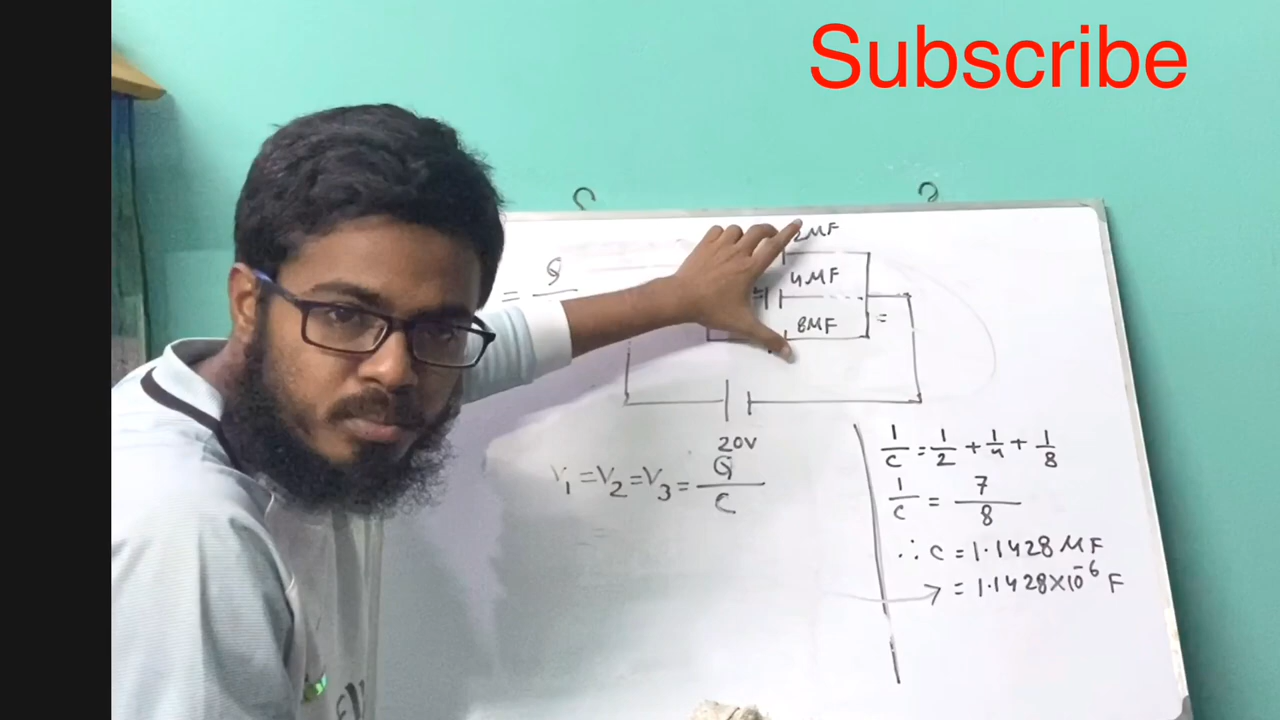 Subscribe
= Q
2MF
4MF
8MF
=
20V
V₁ = V₂ = V₃ = Q/C
1/C = 1/2 + 1/4 + 1/8
1/C = 7/8
∴ C = 1.1428 MF
= 1.1428×10⁻⁶ F